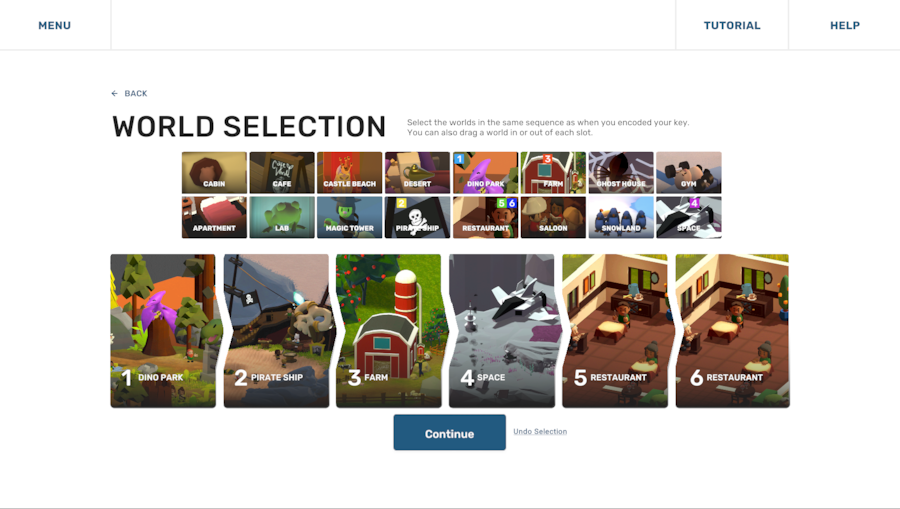 MENU
TUTORIAL
HELP
← BACK
WORLD SELECTION
Select the worlds in the same sequence as when you encoded your key.
You can also drag a world in or out of each slot.
CABIN
CAFE
CASTLE BEACH
DESERT
1
DINO PARK
3
FARM
GHOST HOUSE
GYM
APARTMENT
LAB
MAGIC TOWER
2
PIRATE SHIP
5 6
RESTAURANT
SALOON
SNOWLAND
4
SPACE
1 DINO PARK
2 PIRATE SHIP
3 FARM
4 SPACE
5 RESTAURANT
6 RESTAURANT
Continue
Undo Selection